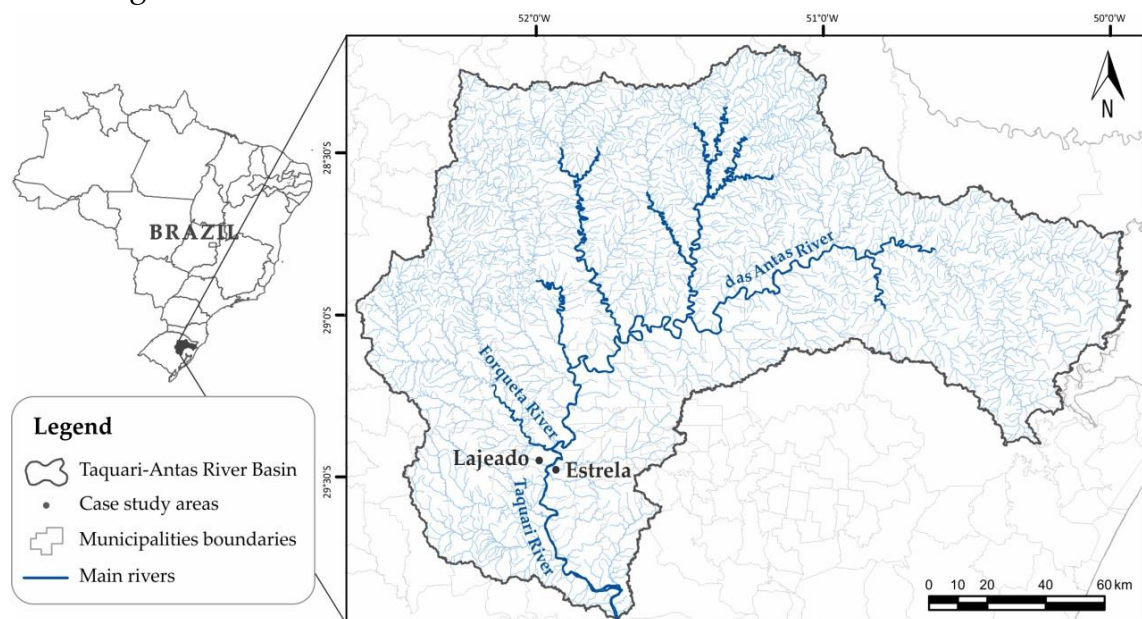 52°0'W
51°0'W
50°0'W
28°30'S
29°0'S
29°30'S
BRAZIL
N
das Antas River
Forqueta River
Lajeado
Estrela
Taquari River
Legend
Taquari-Antas River Basin
Case study areas
Municipalities boundaries
Main rivers
0 10 20 40 60 km